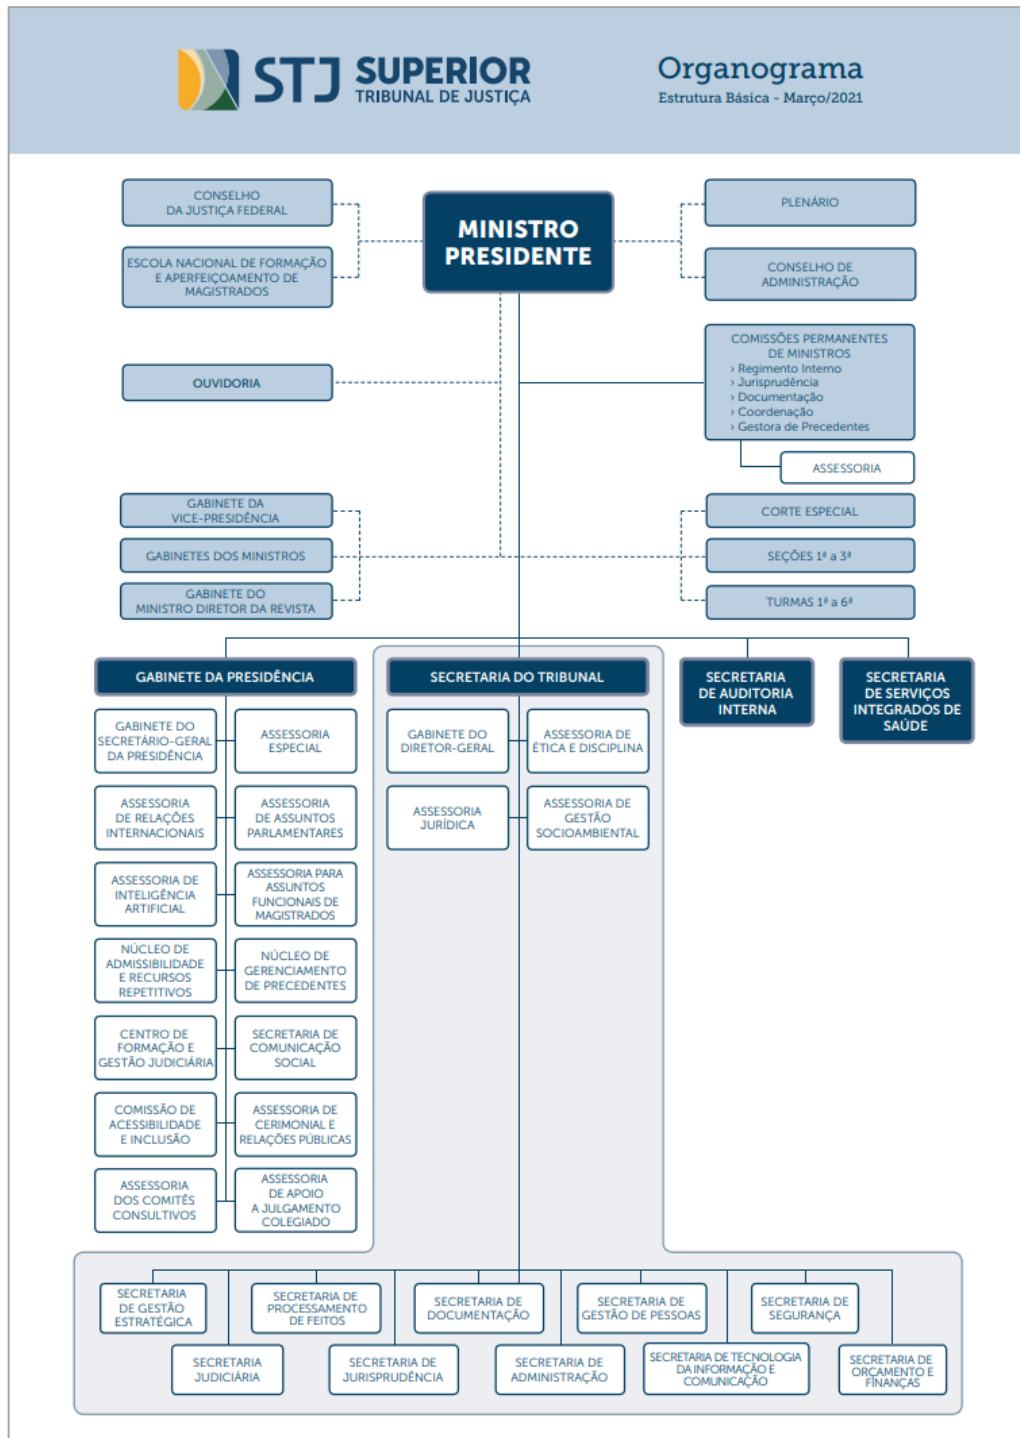 STJ SUPERIOR
TRIBUNAL DE JUSTIÇA
Organograma
Estrutura Básica - Março/2021
CONSELHO
DA JUSTIÇA FEDERAL
MINISTRO
PRESIDENTE
PLENÁRIO
ESCOLA NACIONAL DE FORMAÇÃO
E APERFEIÇOAMENTO DE
MAGISTRADOS
CONSELHO DE
ADMINISTRAÇÃO
OUVIDORIA
COMISSÕES PERMANENTES
DE MINISTROS
› Regimento Interno
› Jurisprudência
› Documentação
› Coordenação
› Gestora de Precedentes
ASSESSORIA
GABINETE DA
VICE-PRESIDÊNCIA
CORTE ESPECIAL
GABINETES DOS MINISTROS
SEÇÕES 1ª a 3ª
GABINETE DO
MINISTRO DIRETOR DA REVISTA
TURMAS 1ª a 6ª
GABINETE DA PRESIDÊNCIA
SECRETARIA DO TRIBUNAL
SECRETARIA
DE AUDITORIA
INTERNA
SECRETARIA
DE SERVIÇOS
INTEGRADOS DE
SAÚDE
GABINETE DO
SECRETÁRIO-GERAL
DA PRESIDÊNCIA
ASSESSORIA
ESPECIAL
GABINETE DO
DIRETOR-GERAL
ASSESSORIA DE
ÉTICA E DISCIPLINA
ASSESSORIA
DE RELAÇÕES
INTERNACIONAIS
ASSESSORIA
DE ASSUNTOS
PARLAMENTARES
ASSESSORIA
JURÍDICA
ASSESSORIA DE
GESTÃO
SOCIOAMBIENTAL
ASSESSORIA DE
INTELIGÊNCIA
ARTIFICIAL
ASSESSORIA PARA
ASSUNTOS
FUNCIONAIS DE
MAGISTRADOS
NÚCLEO DE
ADMISSIBILIDADE
E RECURSOS
REPETITIVOS
NÚCLEO DE
GERENCIAMENTO
DE PRECEDENTES
CENTRO DE
FORMAÇÃO E
GESTÃO JUDICIÁRIA
SECRETARIA DE
COMUNICAÇÃO
SOCIAL
COMISSÃO DE
ACESSIBILIDADE
E INCLUSÃO
ASSESSORIA DE
CERIMONIAL E
RELAÇÕES PÚBLICAS
ASSESSORIA
DOS COMITÊS
CONSULTIVOS
ASSESSORIA
DE APOIO
A JULGAMENTO
COLEGIADO
SECRETARIA
DE GESTÃO
ESTRATÉGICA
SECRETARIA DE
PROCESSAMENTO
DE FEITOS
SECRETARIA DE
DOCUMENTAÇÃO
SECRETARIA DE
GESTÃO DE PESSOAS
SECRETARIA DE
SEGURANÇA
SECRETARIA
JUDICIÁRIA
SECRETARIA DE
JURISPRUDÊNCIA
SECRETARIA DE
ADMINISTRAÇÃO
SECRETARIA DE TECNOLOGIA
DA INFORMAÇÃO E
COMUNICAÇÃO
SECRETARIA DE
ORÇAMENTO E
FINANÇAS